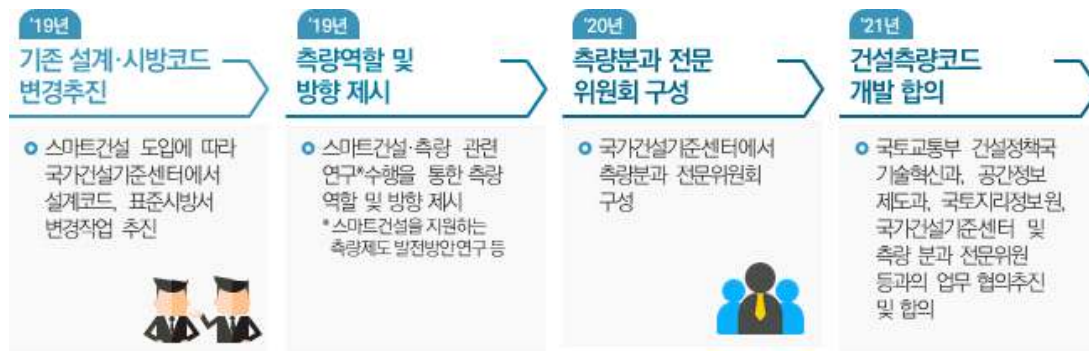 '19년
기존 설계·시방코드
변경추진
스마트건설 도입에 따라
국가건설기준센터에서
설계코드, 표준시방서
변경작업 추진
'19년
측량역할 및
방향 제시
스마트건설·측량 관련
연구*수행을 통한 측량
역할 및 방향 제시
* 스마트건설을 지원하는
측량제도 발전방안 연구 등
'20년
측량분과 전문
위원회 구성
국가건설기준센터에서
측량분과 전문위원회
구성
'21년
건설측량코드
개발 합의
국토교통부 건설정책국
기술혁신과, 공간정보
제도과, 국토지리정보원,
국가건설기준센터 및
측량 분과 전문위원
등과의 업무 협의추진
및 합의